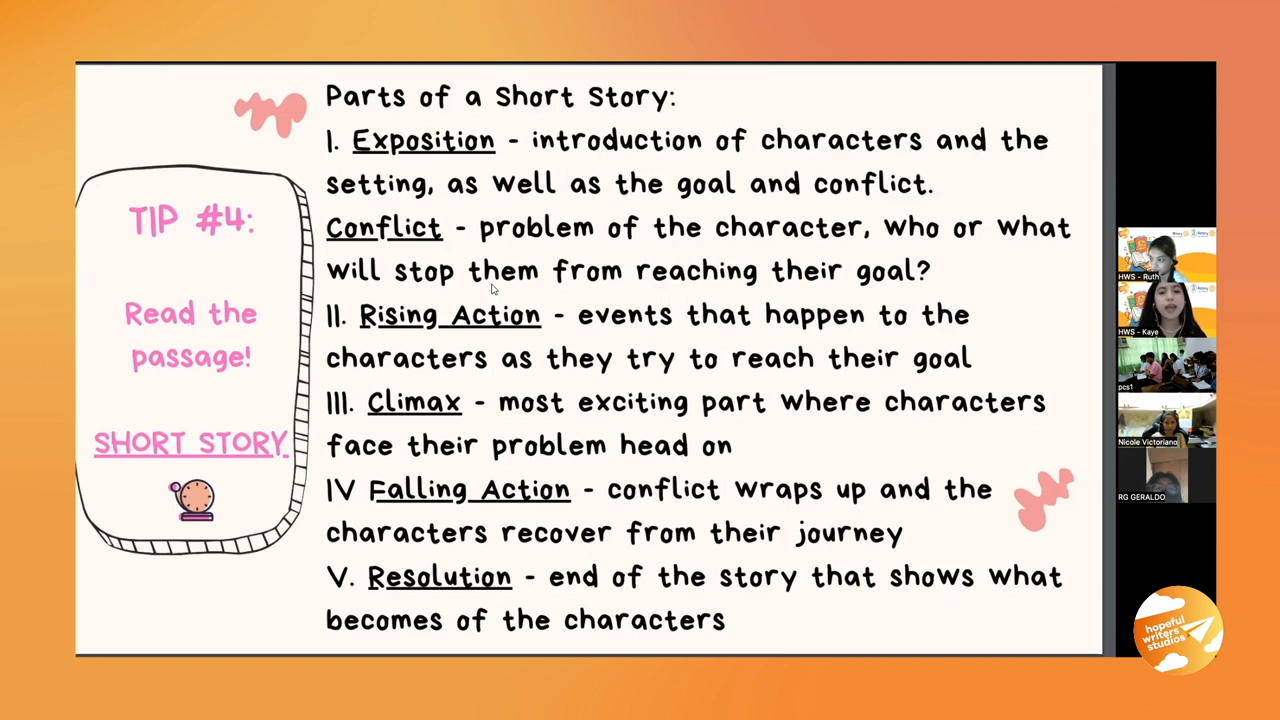 Parts of a Short Story:
I. Exposition - introduction of characters and the
setting, as well as the goal and conflict.
Conflict - problem of the character, who or what
will stop them from reaching their goal?
II. Rising Action - events that happen to the
characters as they try to reach their goal
III. Climax - most exciting part where characters
face their problem head on
IV Falling Action - conflict wraps up and the
characters recover from their journey
V. Resolution - end of the story that shows what
becomes of the characters
TIP #4:
Read the
passage!
SHORT STORY
HWS - Ruth
HWS - Kaye
pcs1
Nicole Victoriano
RG GERALDO
hopeful
writers
studios